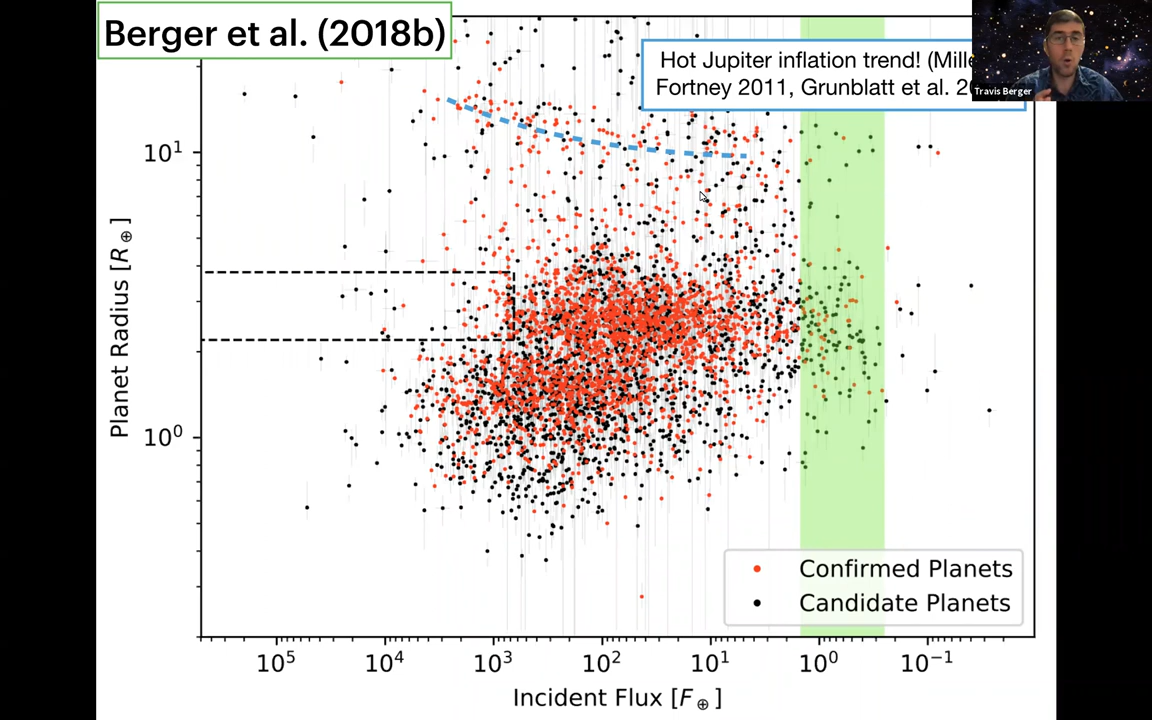 Berger et al. (2018b)
Hot Jupiter inflation trend! (Mille
Fortney 2011, Grunblatt et al. 20
Travis Berger
10¹
10⁰
Planet Radius [R⊕]
Confirmed Planets
Candidate Planets
10⁵ 10⁴ 10³ 10² 10¹ 10⁰ 10⁻¹
Incident Flux [F⊕]